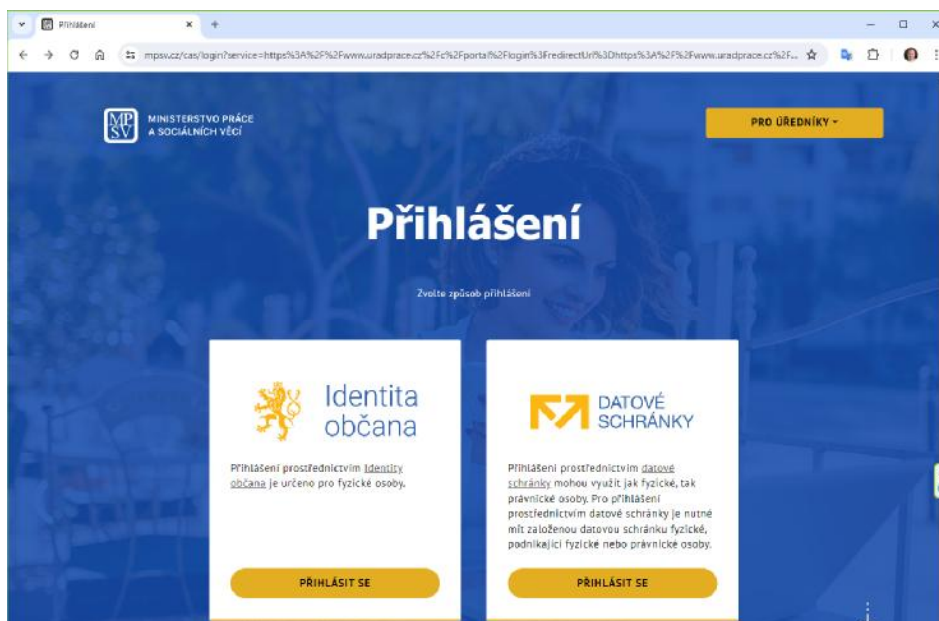 Přihlášení
mpsv.cz/cas/login?service=https%3A%2F%2Fwww.uradprace.cz%2Fc%2Fportal%2Flogin%3FredirectUrl%3Dhttps%3A%2F%2Fwww.uradprace.cz%2F...
MPSV
MINISTERSTVO PRÁCE
A SOCIÁLNÍCH VĚCÍ
PRO ÚŘEDNÍKY
Přihlášení
Zvolte způsob přihlášení
Identita
občana
Přihlášení prostřednictvím Identity
občana je určeno pro fyzické osoby.
PŘIHLÁSIT SE
DATOVÉ
SCHRÁNKY
Přihlášení prostřednictvím datové
schránky mohou využít jak fyzické, tak
právnické osoby. Pro přihlášení
prostřednictvím datové schránky je nutné
mít založenou datovou schránku fyzické,
podnikající fyzické nebo právnické osoby.
PŘIHLÁSIT SE